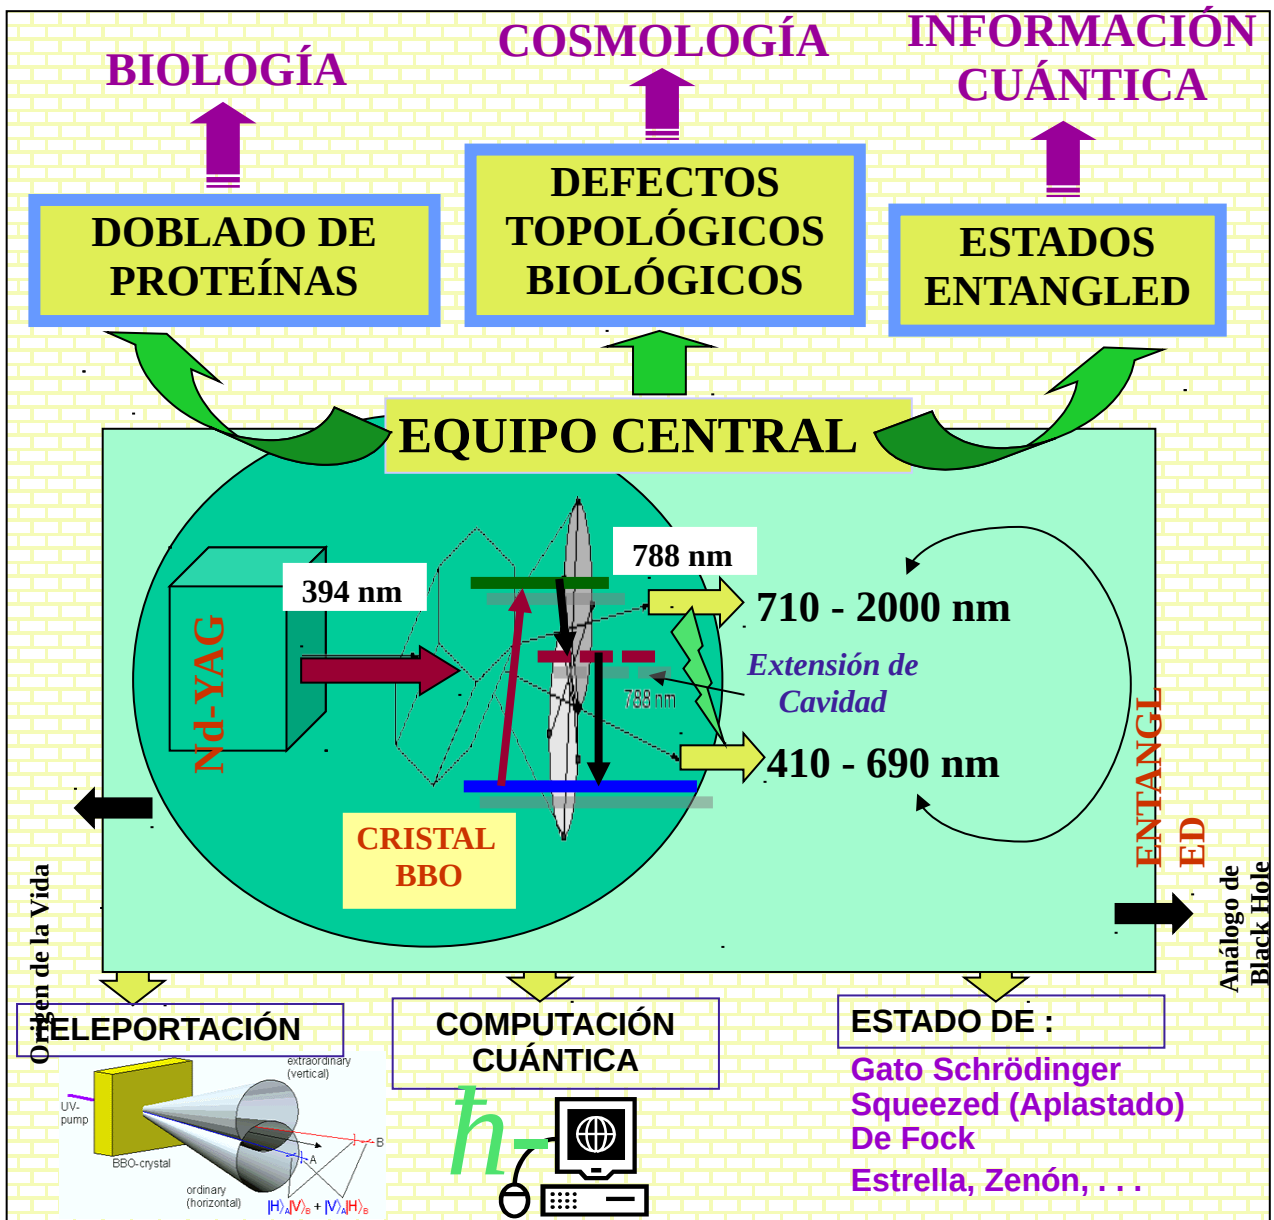 BIOLOGÍA
COSMOLOGÍA
INFORMACIÓN
CUÁNTICA
DOBLADO DE
PROTEÍNAS
DEFECTOS
TOPOLÓGICOS
BIOLÓGICOS
ESTADOS
ENTANGLED
EQUIPO CENTRAL
Nd-YAG
394 nm
788 nm
710 - 2000 nm
Extensión de
Cavidad
788 nm
410 - 690 nm
CRISTAL
BBO
ENTANGL
ED
Origen de la Vida
Análogo de
Black Hole
TELEPORTACIÓN
UV-
pump
BBO-crystal
extraordinary
(vertical)
ordinary
(horizontal)
A
B
|H⟩A|V⟩B + |V⟩A|H⟩B
COMPUTACIÓN
CUÁNTICA
ħ
ESTADO DE :
Gato Schrödinger
Squeezed (Aplastado)
De Fock
Estrella, Zenón, . . .